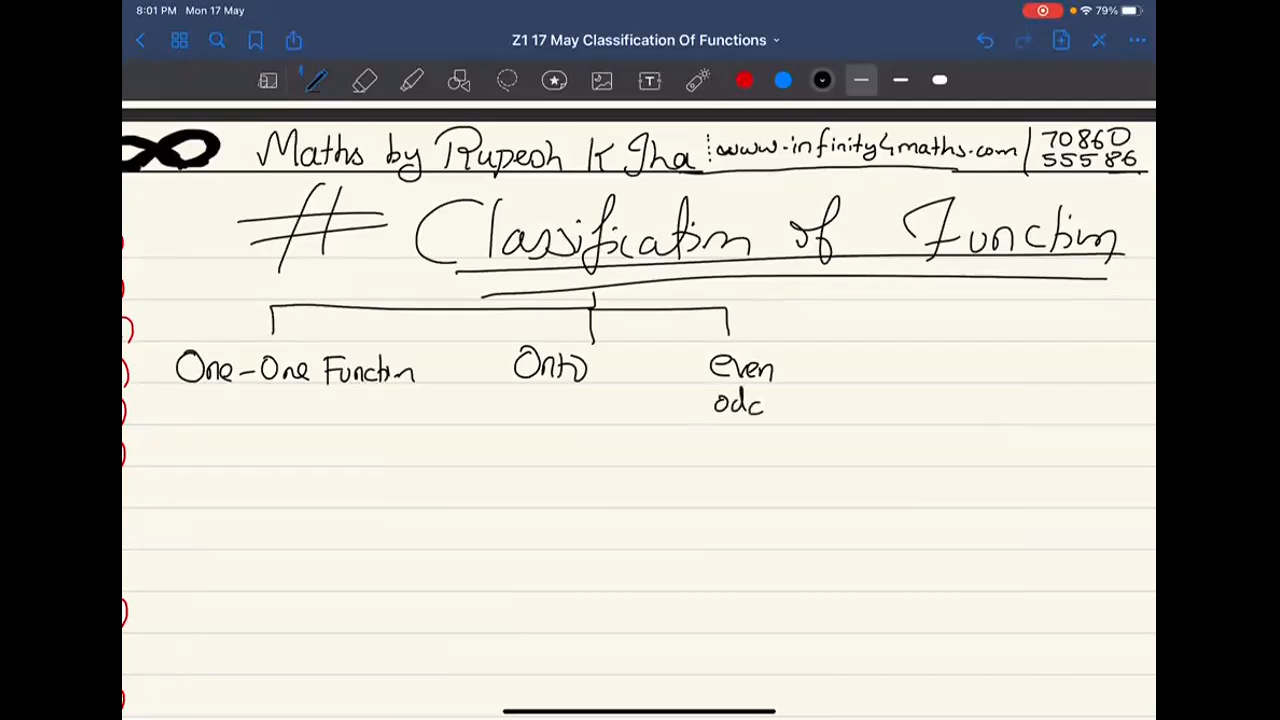 8:01 PM Mon 17 May 79%
Z1 17 May Classification Of Functions
Maths by Rupesh K Jha www.infinity4maths.com 70860
55586
# Classification of Function
One-One Function Onto even
odc